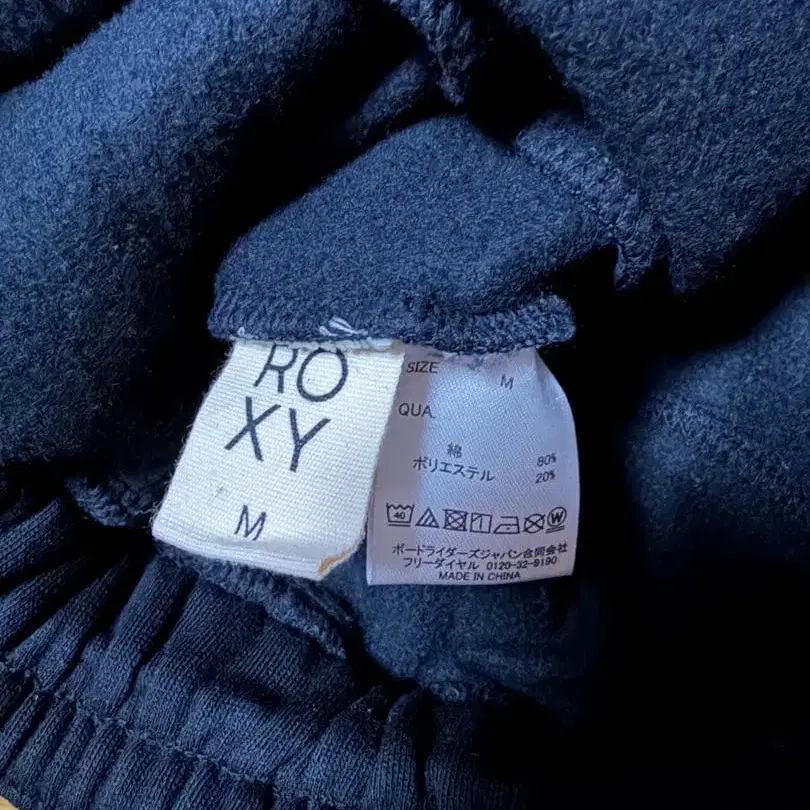 RO
XY
M
SIZE M
QUA.
綿 80%
ポリエステル 20%
40 W
ボードライダーズジャパン合同会社
フリーダイヤル 0120-32-9190
MADE IN CHINA